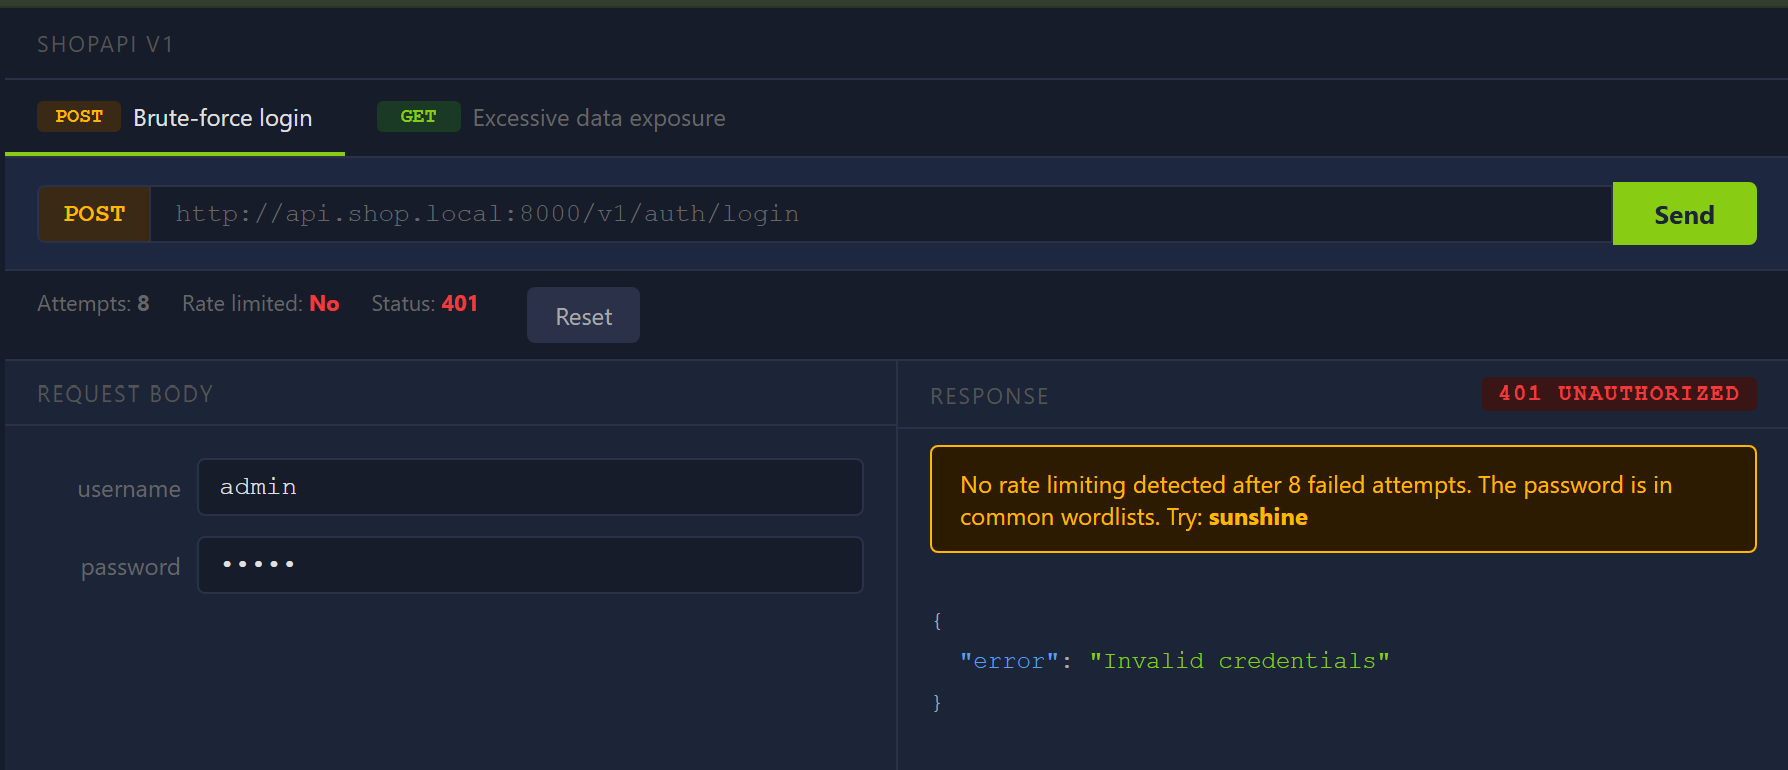 SHOPAPI V1
POST Brute-force login GET Excessive data exposure
POST http://api.shop.local:8000/v1/auth/login Send
Attempts: 8 Rate limited: No Status: 401 Reset
REQUEST BODY
username admin
password •••••
RESPONSE 401 UNAUTHORIZED
No rate limiting detected after 8 failed attempts. The password is in
common wordlists. Try: sunshine
{
"error": "Invalid credentials"
}